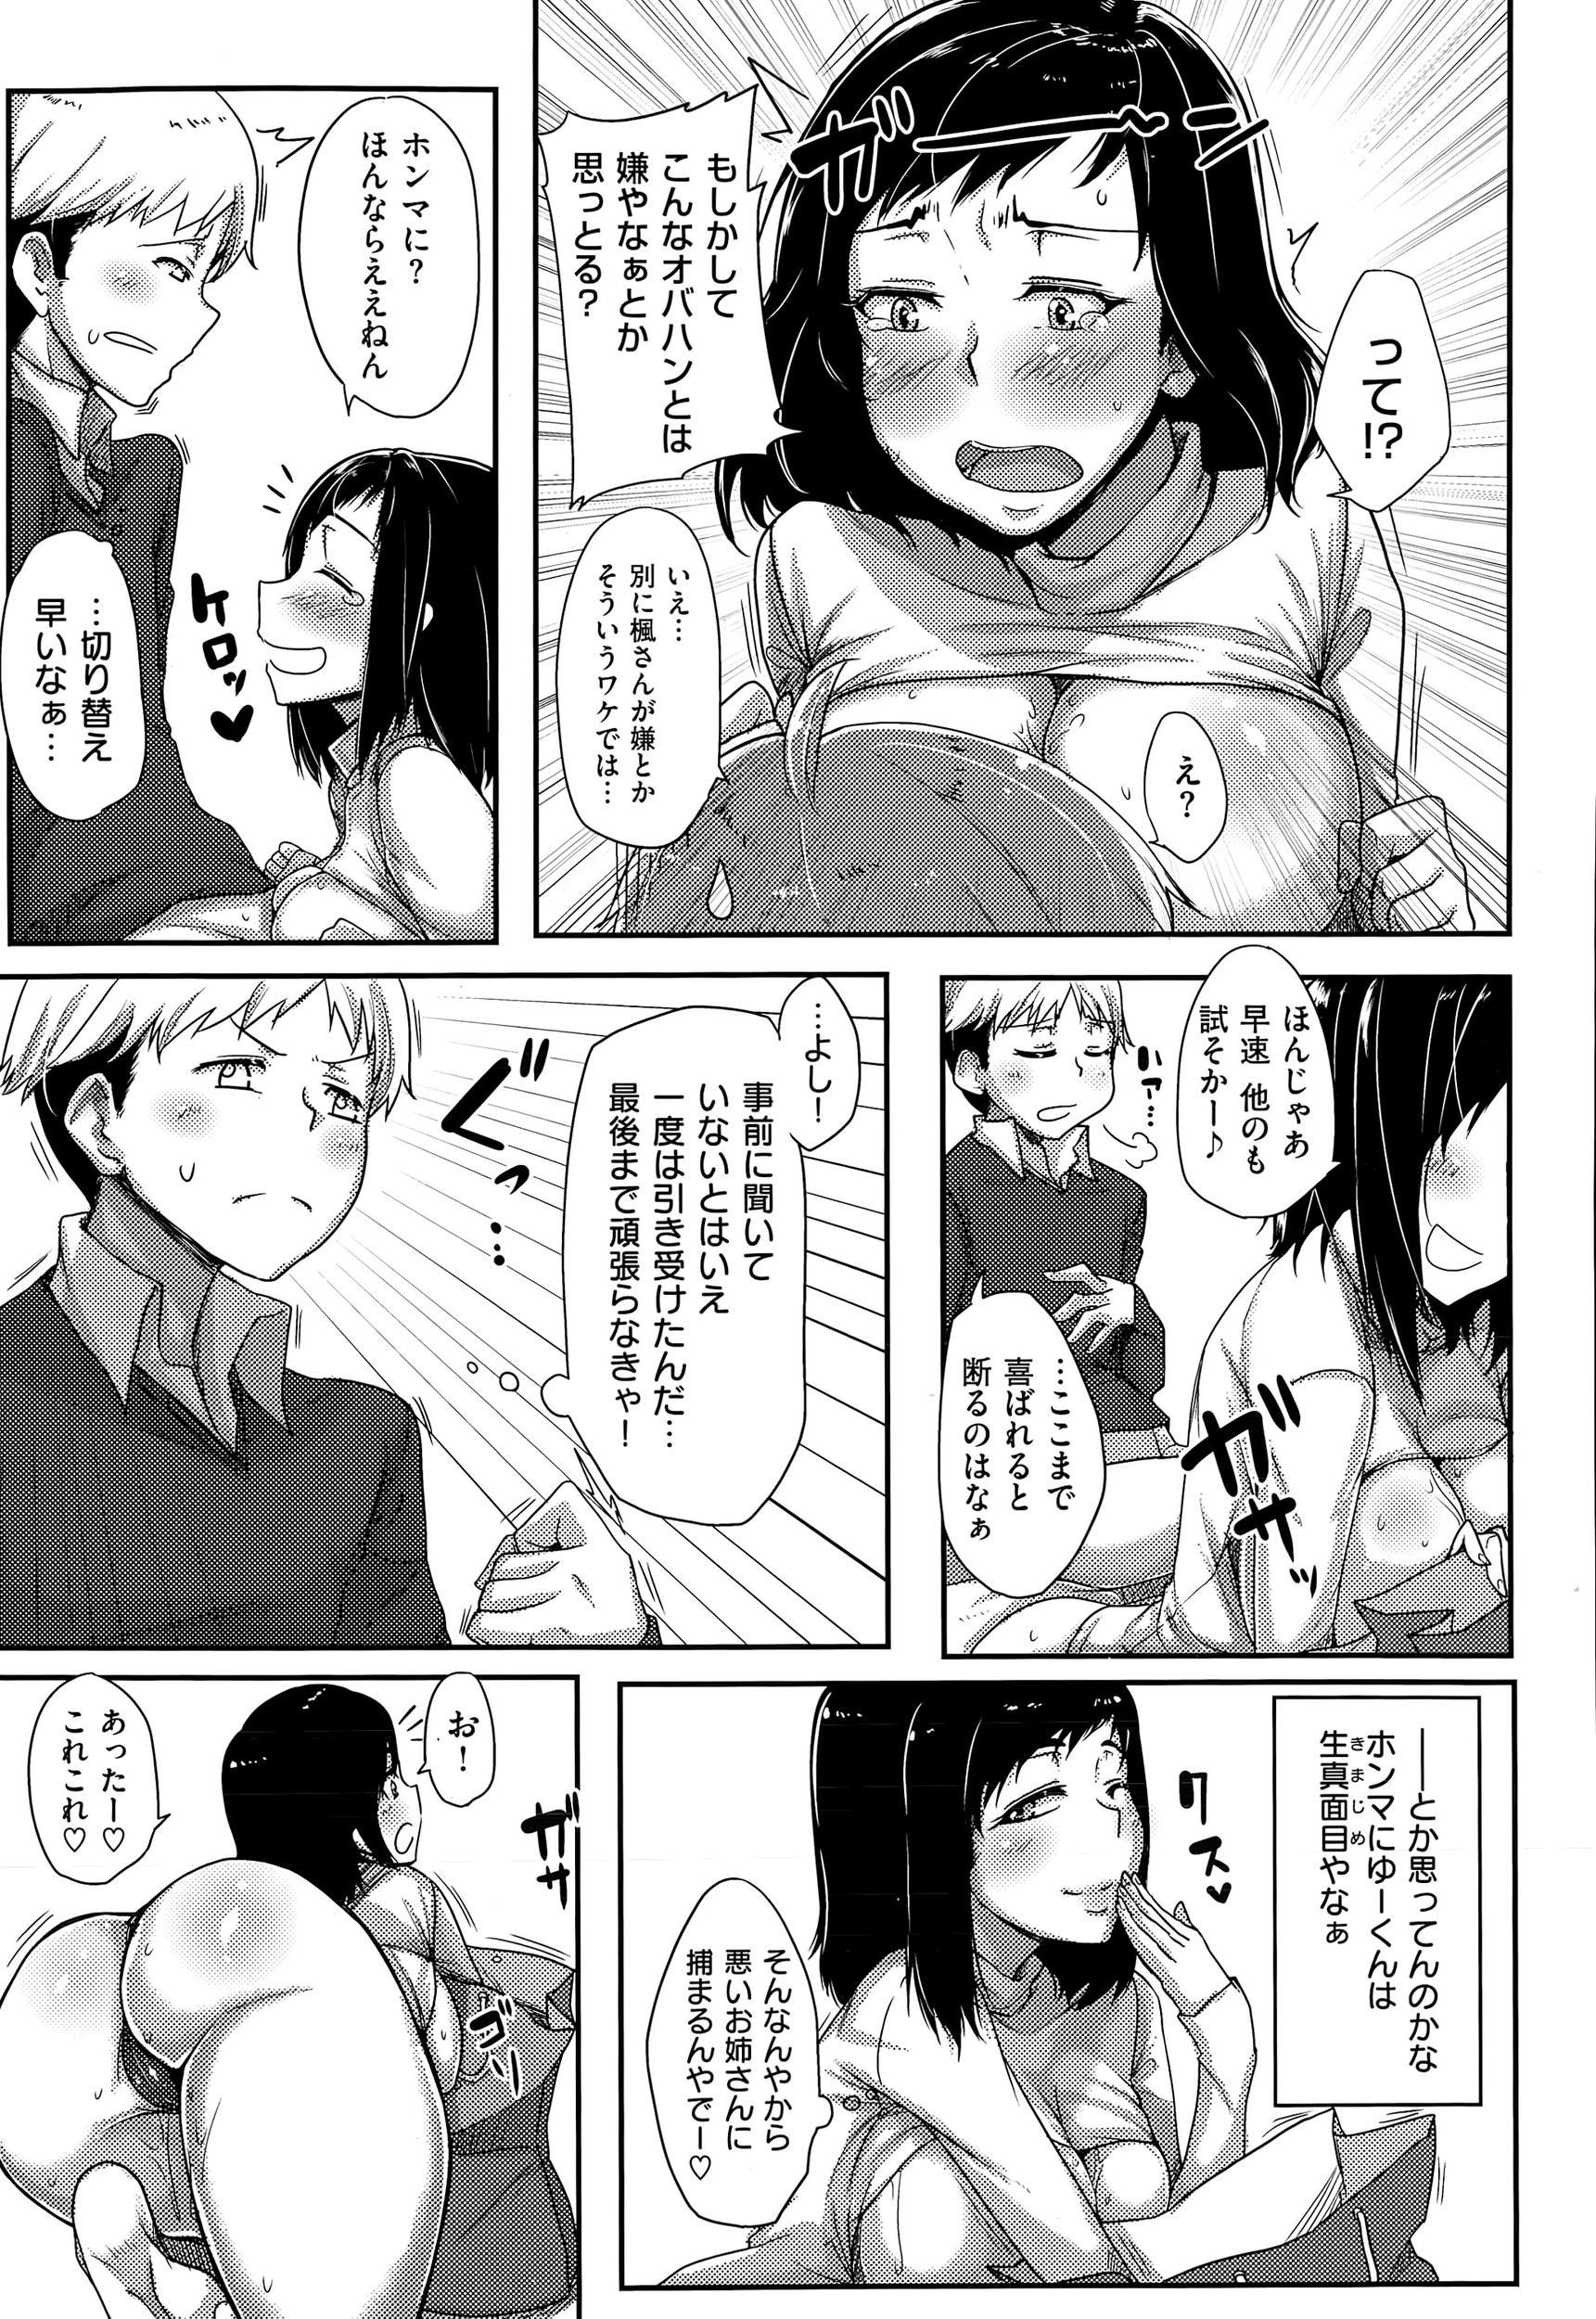 って!?
ガーーン
もしかして
こんなオバハンとは
嫌やなぁとか
思っとる?
え?
いえ…
別に楓さんが嫌とか
そういうワケでは…
ホンマに?
ほんならええねん
ケロッ♥
…切り替え
早いなぁ…
ほんじゃあ
早速 他のも
試そかー♪
ハァ…
ガサガサッ
…ここまで
喜ばれると
断るのはなぁ
…よし!
事前に聞いて
いないとはいえ
一度は引き受けたんだ…
最後まで頑張らなきゃ!
ぐっ…
――とか思ってんのかな
ホンマにゆーくんは
生真面目やなぁ
きまじめ
クス♥
そんなんやから
悪いお姉さんに
捕まるんやでー♡
お!
ガサ
ゴソ
あったー♡
これこれ♡